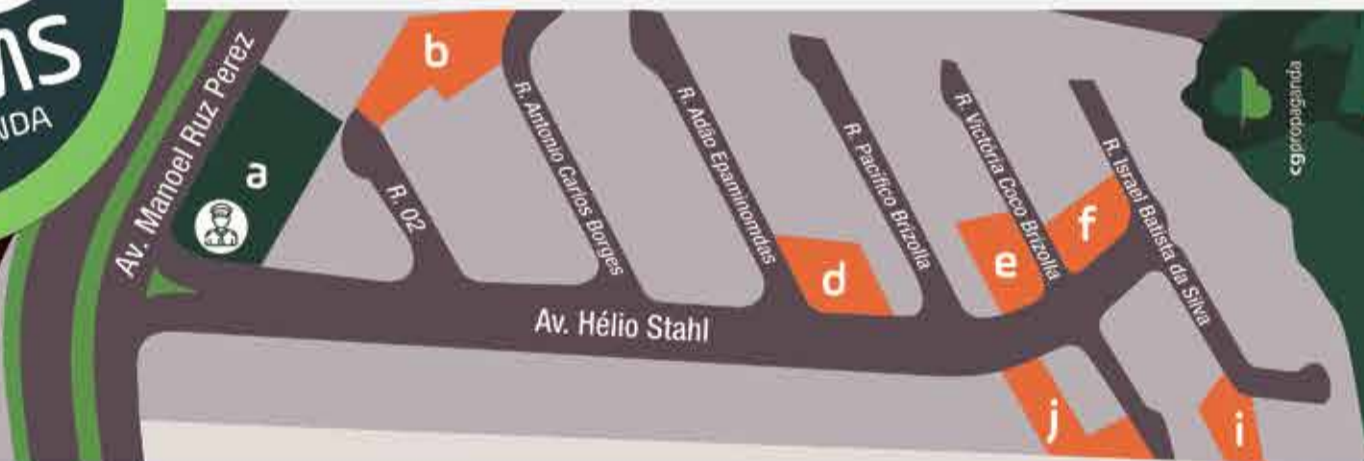 MS
NDA
Av. Manoel Ruz Perez
a
b
R. 02
R. Antonio Carlos Borges
R. Adão Epaminomdas
R. Pacífico Brizolla
R. Victória Coco Brizolla
R. Israel Batista da Silva
d
e
f
Av. Hélio Stahl
j
i
cgpropaganda